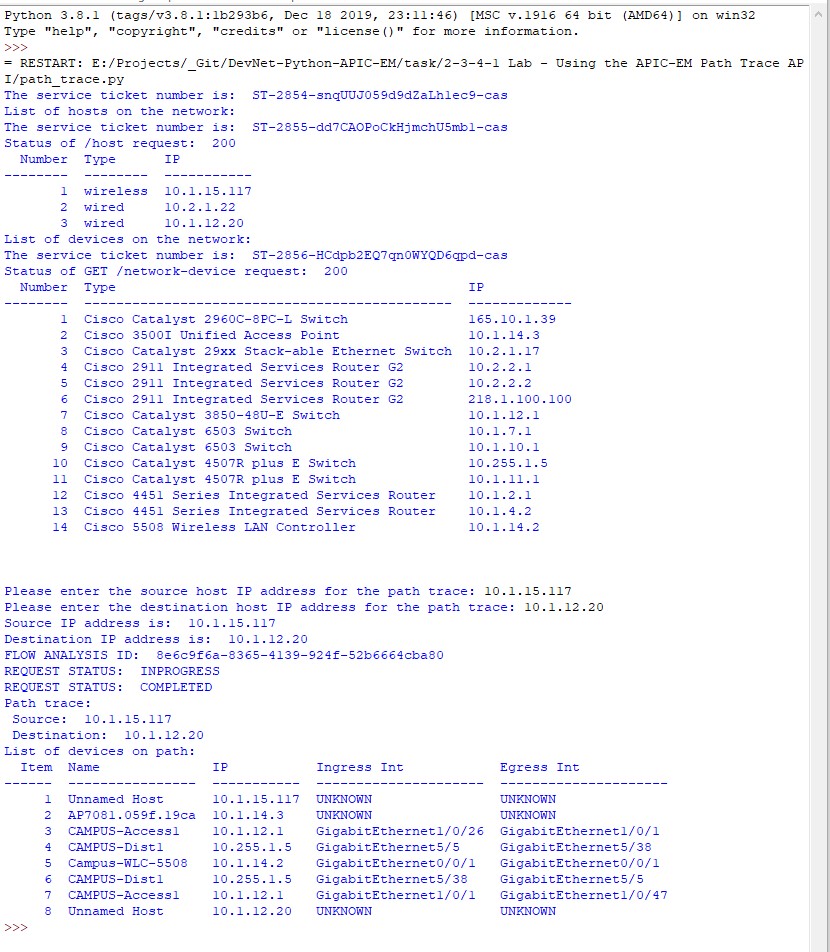 Python 3.8.1 (tags/v3.8.1:1b293b6, Dec 18 2019, 23:11:46) [MSC v.1916 64 bit (AMD64)] on win32
Type "help", "copyright", "credits" or "license()" for more information.
>>>
= RESTART: E:/Projects/_Git/DevNet-Python-APIC-EM/task/2-3-4-1 Lab - Using the APIC-EM Path Trace AP
I/path_trace.py
The service ticket number is:  ST-2854-snqUUJ059d9dZaLh1ec9-cas
List of hosts on the network:
The service ticket number is:  ST-2855-dd7CAOPoCkHjmchU5mb1-cas
Status of /host request:  200
  Number  Type      IP
--------  --------  -----------
       1  wireless  10.1.15.117
       2  wired     10.2.1.22
       3  wired     10.1.12.20
List of devices on the network:
The service ticket number is:  ST-2856-HCdpb2EQ7qn0WYQD6qpd-cas
Status of GET /network-device request:  200
  Number  Type                                            IP
--------  ----------------------------------------------  -------------
       1  Cisco Catalyst 2960C-8PC-L Switch               165.10.1.39
       2  Cisco 3500I Unified Access Point                10.1.14.3
       3  Cisco Catalyst 29xx Stack-able Ethernet Switch  10.2.1.17
       4  Cisco 2911 Integrated Services Router G2        10.2.2.1
       5  Cisco 2911 Integrated Services Router G2        10.2.2.2
       6  Cisco 2911 Integrated Services Router G2        218.1.100.100
       7  Cisco Catalyst 3850-48U-E Switch                10.1.12.1
       8  Cisco Catalyst 6503 Switch                      10.1.7.1
       9  Cisco Catalyst 6503 Switch                      10.1.10.1
      10  Cisco Catalyst 4507R plus E Switch              10.255.1.5
      11  Cisco Catalyst 4507R plus E Switch              10.1.11.1
      12  Cisco 4451 Series Integrated Services Router    10.1.2.1
      13  Cisco 4451 Series Integrated Services Router    10.1.4.2
      14  Cisco 5508 Wireless LAN Controller              10.1.14.2
Please enter the source host IP address for the path trace: 10.1.15.117
Please enter the destination host IP address for the path trace: 10.1.12.20
Source IP address is:  10.1.15.117
Destination IP address is:  10.1.12.20
FLOW ANALYSIS ID:  8e6c9f6a-8365-4139-924f-52b6664cba80
REQUEST STATUS:  INPROGRESS
REQUEST STATUS:  COMPLETED
Path trace:
 Source:  10.1.15.117
 Destination:  10.1.12.20
List of devices on path:
  Item  Name              IP           Ingress Int            Egress Int
------  ----------------  -----------  ---------------------  ---------------------
     1  Unnamed Host      10.1.15.117  UNKNOWN                UNKNOWN
     2  AP7081.059f.19ca  10.1.14.3    UNKNOWN                UNKNOWN
     3  CAMPUS-Access1    10.1.12.1    GigabitEthernet1/0/26  GigabitEthernet1/0/1
     4  CAMPUS-Dist1      10.255.1.5   GigabitEthernet5/5     GigabitEthernet5/38
     5  Campus-WLC-5508   10.1.14.2    GigabitEthernet0/0/1   GigabitEthernet0/0/1
     6  CAMPUS-Dist1      10.255.1.5   GigabitEthernet5/38    GigabitEthernet5/5
     7  CAMPUS-Access1    10.1.12.1    GigabitEthernet1/0/1   GigabitEthernet1/0/47
     8  Unnamed Host      10.1.12.20   UNKNOWN                UNKNOWN
>>>